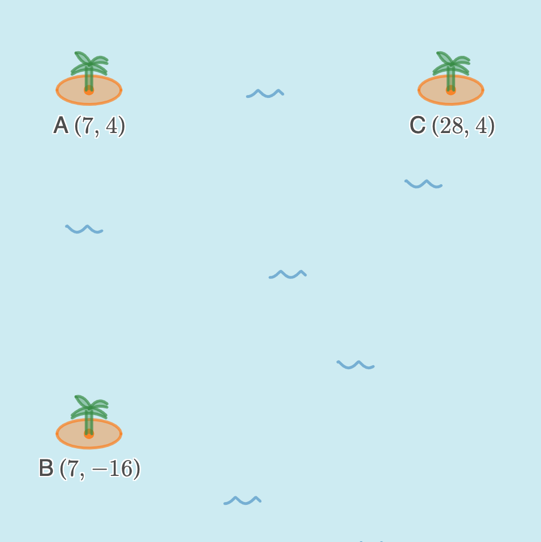 A (7, 4)
C (28, 4)
B (7, −16)